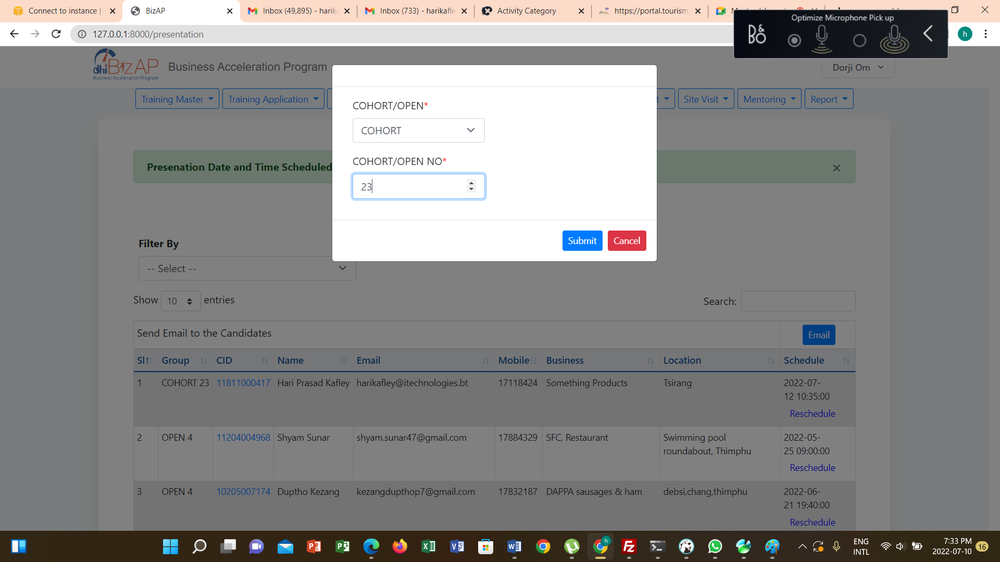 Connect to instance |
BizAP
Inbox (49,895) - harika
Inbox (733) - harikafle
Activity Category
https://portal.tourism.
Optimize Microphone Pick up
B&O
127.0.0.1:8000/presentation
h
dhi BizAP
Business Acceleration Program
Business Acceleration Program
Dorji Om
Training Master
Training Application
t
Site Visit
Mentoring
Report
COHORT/OPEN*
COHORT
COHORT/OPEN NO*
23
Submit
Cancel
Presenation Date and Time Scheduled
Filter By
-- Select --
Show 10 entries
Search:
Send Email to the Candidates
Email
Sl Group CID Name Email Mobile Business Location Schedule
1 COHORT 23 11811000417 Hari Prasad Kafley harikafley@itechnologies.bt 17118424 Something Products Tsirang 2022-07-
12 10:35:00
Reschedule
2 OPEN 4 11204004968 Shyam Sunar shyam.sunar47@gmail.com 17884329 SFC, Restaurant Swimming pool 2022-05-
roundabout, Thimphu 25 09:00:00
Reschedule
3 OPEN 4 10205007174 Duptho Kezang kezangdupthop7@gmail.com 17832187 DAPPA sausages & ham debsi,chang,thimphu 2022-06-
21 19:40:00
Reschedule
ENG
INTL
7:33 PM
2022-07-10
16